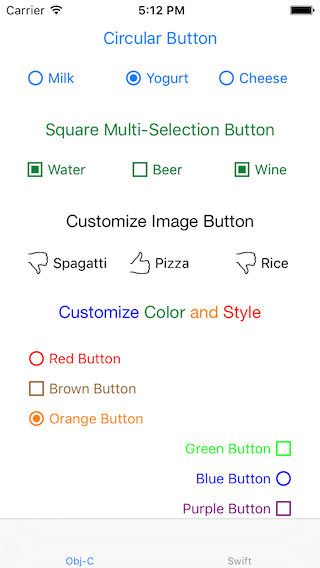 Carrier 5:12 PM
Circular Button
Milk Yogurt Cheese
Square Multi-Selection Button
Water Beer Wine
Customize Image Button
Spagatti Pizza Rice
Customize Color and Style
Red Button
Brown Button
Orange Button
Green Button
Blue Button
Purple Button
Obj-C Swift